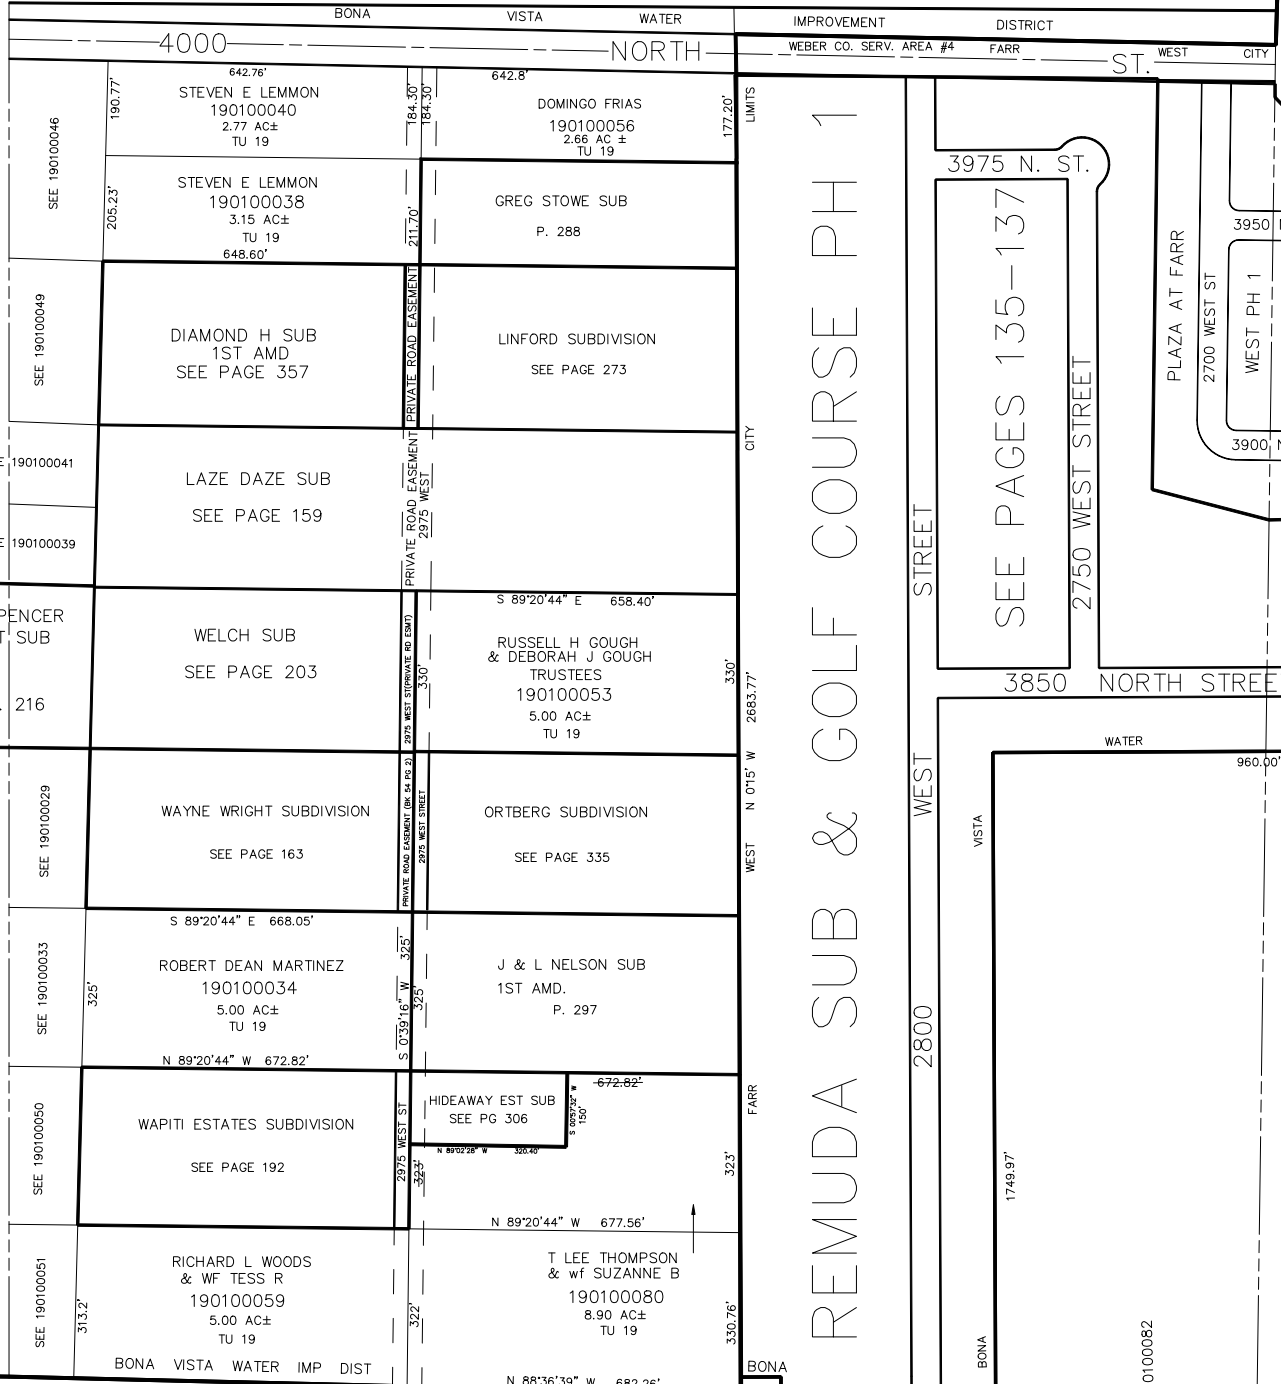 BONA VISTA WATER IMPROVEMENT DISTRICT
4000 NORTH ST.
WEBER CO. SERV. AREA #4 FARR WEST CITY
642.76'
642.8'
190.77'
STEVEN E LEMMON
190100040
2.77 AC±
TU 19
184.30'
184.30'
DOMINGO FRIAS
190100056
2.66 AC ±
TU 19
177.20'
SEE 190100046
205.23'
STEVEN E LEMMON
190100038
3.15 AC±
TU 19
648.60'
211.70'
GREG STOWE SUB
P. 288
SEE 190100049
DIAMOND H SUB
1ST AMD
SEE PAGE 357
PRIVATE ROAD EASEMENT
LINFORD SUBDIVISION
SEE PAGE 273
190100041
190100039
LAZE DAZE SUB
SEE PAGE 159
PRIVATE ROAD EASEMENT
2975 WEST
PENCER
T SUB
. 216
WELCH SUB
SEE PAGE 203
2975 WEST ST(PRIVATE RD ESMT)
330'
S 89°20'44" E 658.40'
RUSSELL H GOUGH
& DEBORAH J GOUGH
TRUSTEES
190100053
5.00 AC±
TU 19
330'
SEE 190100029
WAYNE WRIGHT SUBDIVISION
SEE PAGE 163
PRIVATE ROAD EASEMENT (BK 54 PG 2)
2975 WEST STREET
ORTBERG SUBDIVISION
SEE PAGE 335
SEE 190100033
S 89°20'44" E 668.05'
325'
ROBERT DEAN MARTINEZ
190100034
5.00 AC±
TU 19
N 89°20'44" W 672.82'
S 0°39'16" W 325'
325'
J & L NELSON SUB
1ST AMD.
P. 297
SEE 190100050
WAPITI ESTATES SUBDIVISION
SEE PAGE 192
2975 WEST ST
323'
HIDEAWAY EST SUB
SEE PG 306
672.82'
S 00°57'32" W
150'
N 89°02'28" W 320.40'
323'
N 89°20'44" W 677.56'
SEE 190100051
313.2'
RICHARD L WOODS
& WF TESS R
190100059
5.00 AC±
TU 19
322'
T LEE THOMPSON
& wf SUZANNE B
190100080
8.90 AC±
TU 19
330.76'
BONA VISTA WATER IMP DIST
N 88°36'39" W 682.26'
BONA
FARR WEST CITY LIMITS
N 0°15' W 2683.77'
REMUDA SUB & GOLF COURSE PH 1
SEE PAGES 135-137
2800 WEST STREET
3975 N. ST.
2750 WEST STREET
3850 NORTH STREE
PLAZA AT FARR
WEST PH 1
2700 WEST ST
3950 N
3900 N
WATER
960.00'
VISTA
BONA
1749.97'
0100082